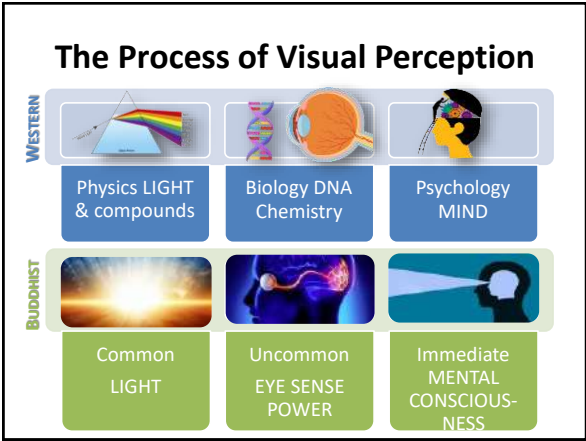 The Process of Visual Perception
WESTERN
Physics LIGHT
& compounds
Biology DNA
Chemistry
Psychology
MIND
BUDDHIST
Common
LIGHT
Uncommon
EYE SENSE
POWER
Immediate
MENTAL
CONSCIOUS-
NESS